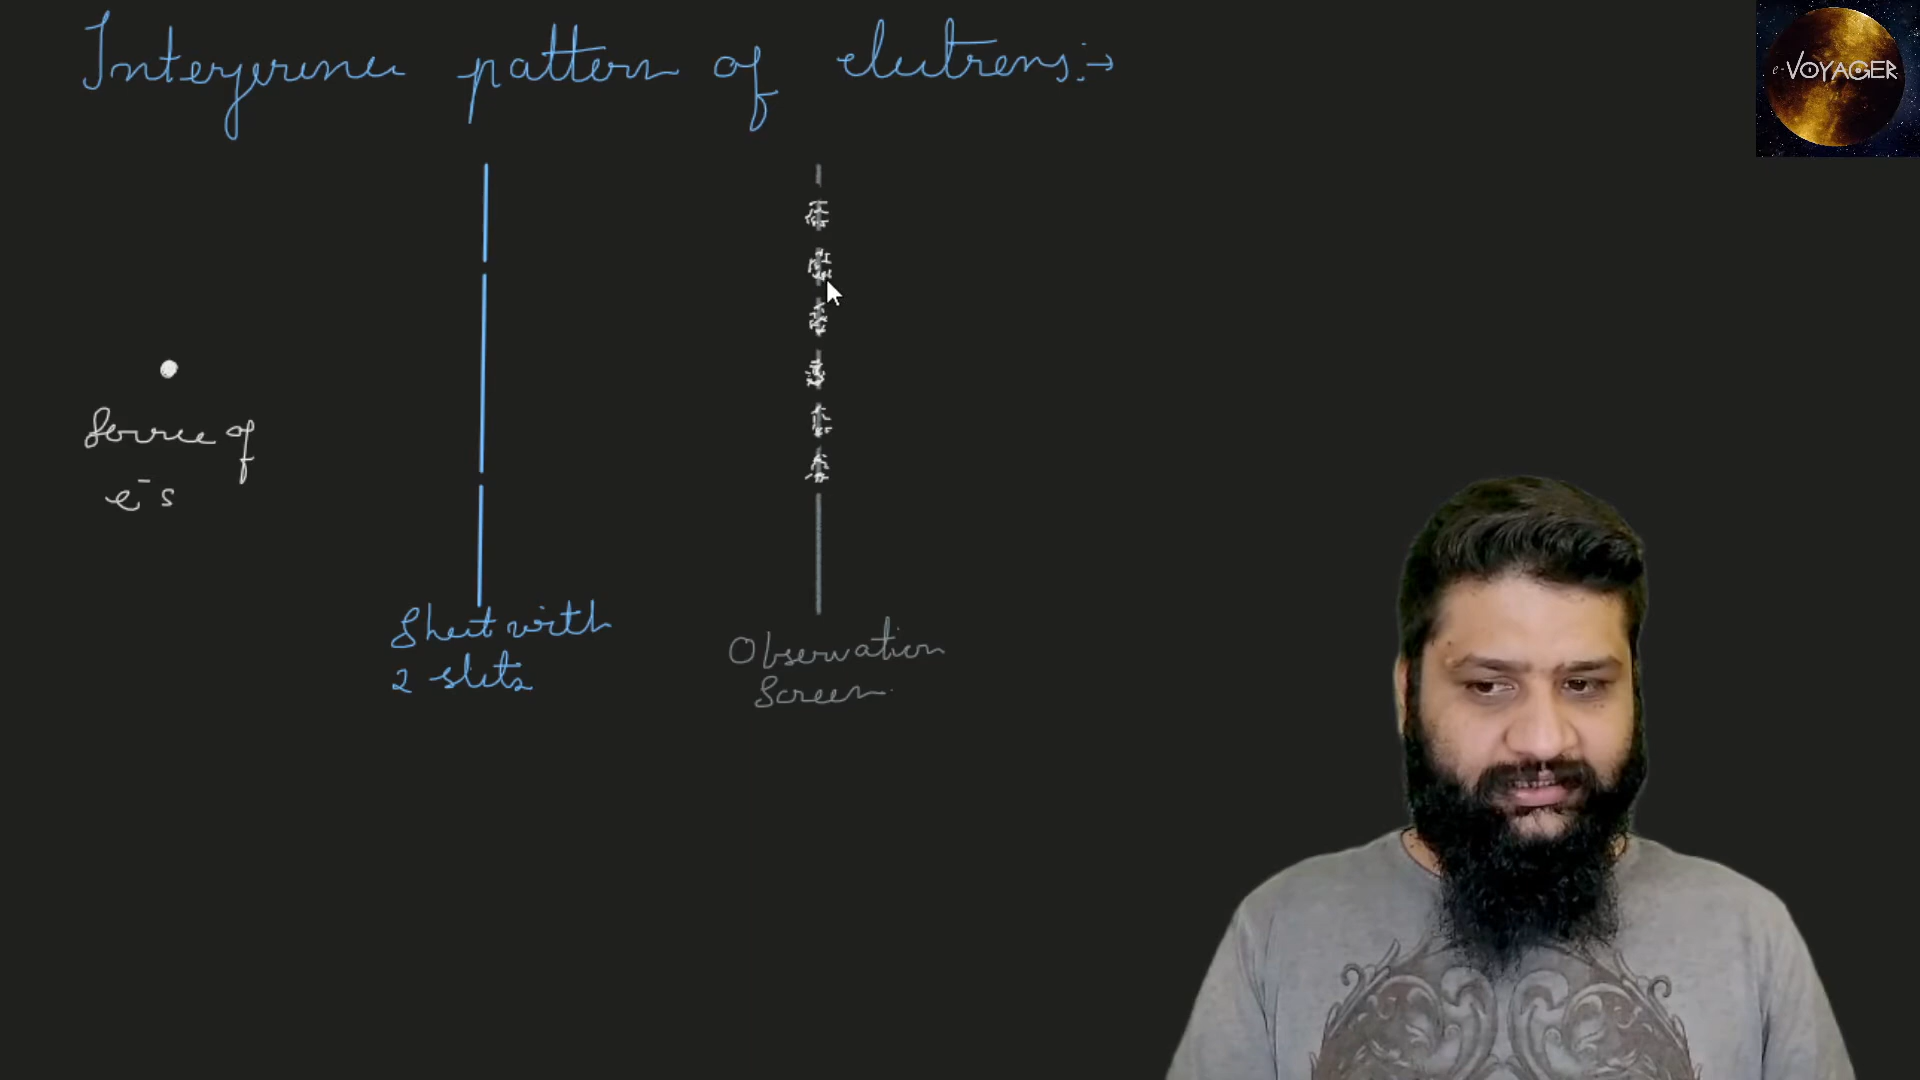 Interference pattern of electrons:→
e-VOYAGER
Source of
e⁻s
Sheet with
2 slits
Observation
Screen.